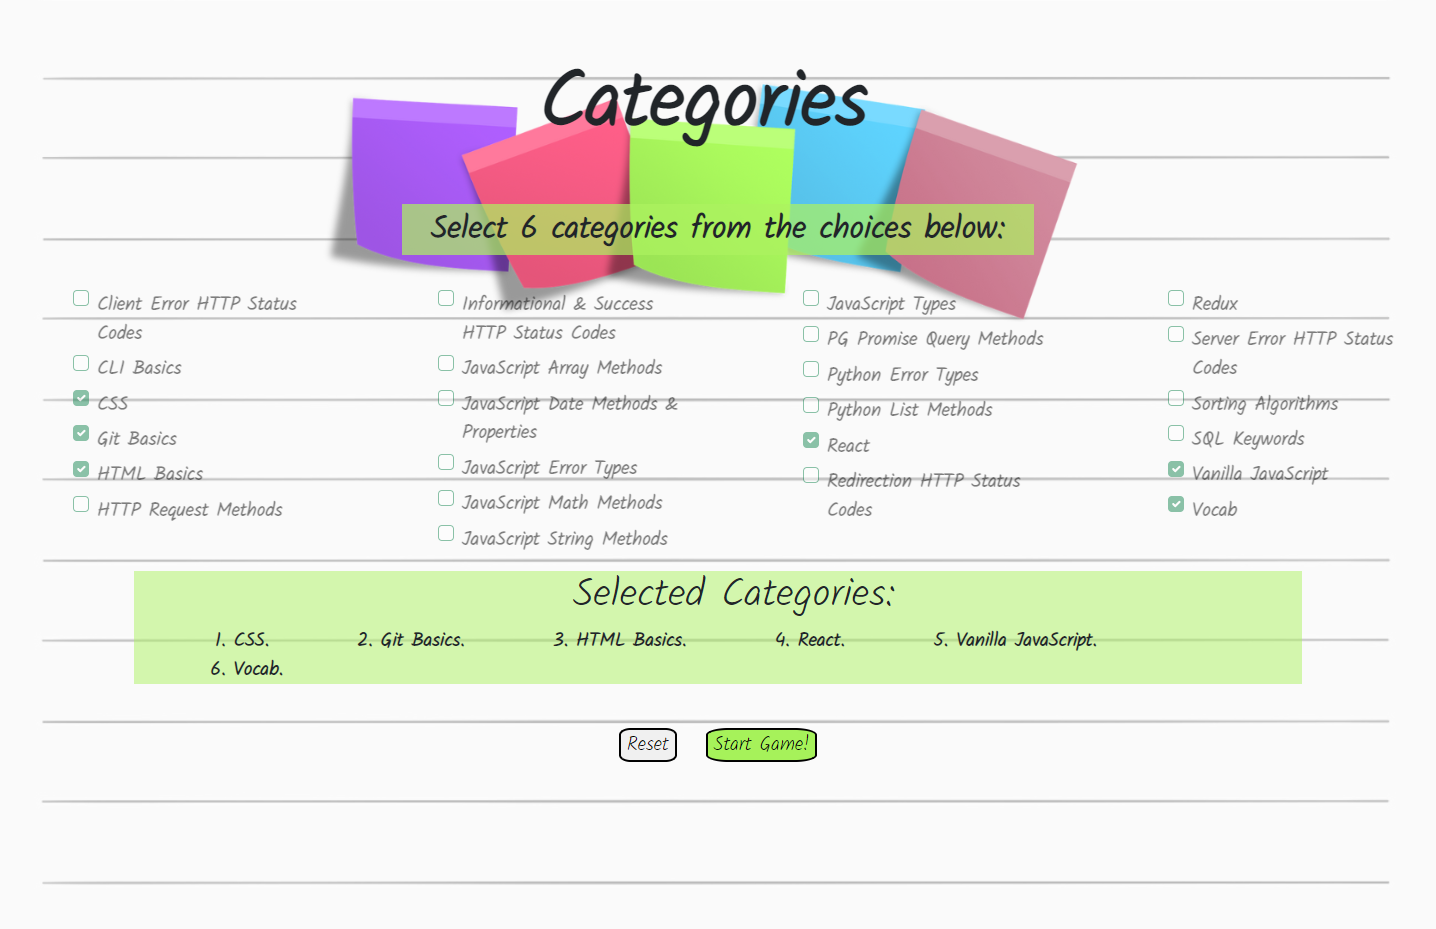 Categories
Select 6 categories from the choices below:
Client Error HTTP Status
Codes
CLI Basics
CSS
Git Basics
HTML Basics
HTTP Request Methods
Informational & Success
HTTP Status Codes
JavaScript Array Methods
JavaScript Date Methods &
Properties
JavaScript Error Types
JavaScript Math Methods
JavaScript String Methods
JavaScript Types
PG Promise Query Methods
Python Error Types
Python List Methods
React
Redirection HTTP Status
Codes
Redux
Server Error HTTP Status
Codes
Sorting Algorithms
SQL Keywords
Vanilla JavaScript
Vocab
Selected Categories:
1. CSS. 2. Git Basics. 3. HTML Basics. 4. React. 5. Vanilla JavaScript.
6. Vocab.
Reset Start Game!